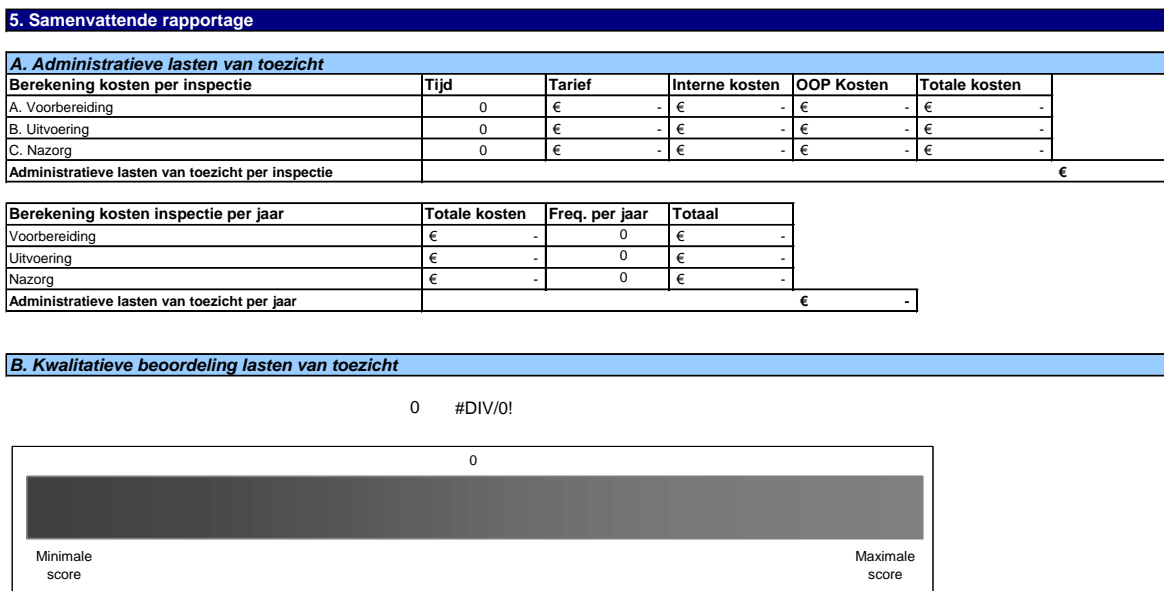 5. Samenvattende rapportage
A. Administratieve lasten van toezicht
Berekening kosten per inspectie Tijd Tarief Interne kosten OOP Kosten Totale kosten
A. Voorbereiding 0 € - € - € - € -
B. Uitvoering 0 € - € - € - € -
C. Nazorg 0 € - € - € - € -
Administratieve lasten van toezicht per inspectie €
Berekening kosten inspectie per jaar Totale kosten Freq. per jaar Totaal
Voorbereiding € - 0 € -
Uitvoering € - 0 € -
Nazorg € - 0 € -
Administratieve lasten van toezicht per jaar € -
B. Kwalitatieve beoordeling lasten van toezicht
0 #DIV/0!
0
Minimale Maximale
score score